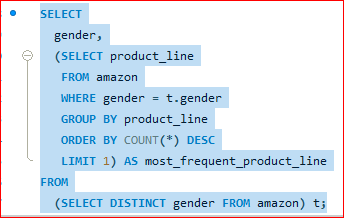 SELECT
gender,
(SELECT product_line
FROM amazon
WHERE gender = t.gender
GROUP BY product_line
ORDER BY COUNT(*) DESC
LIMIT 1) AS most_frequent_product_line
FROM
(SELECT DISTINCT gender FROM amazon) t;